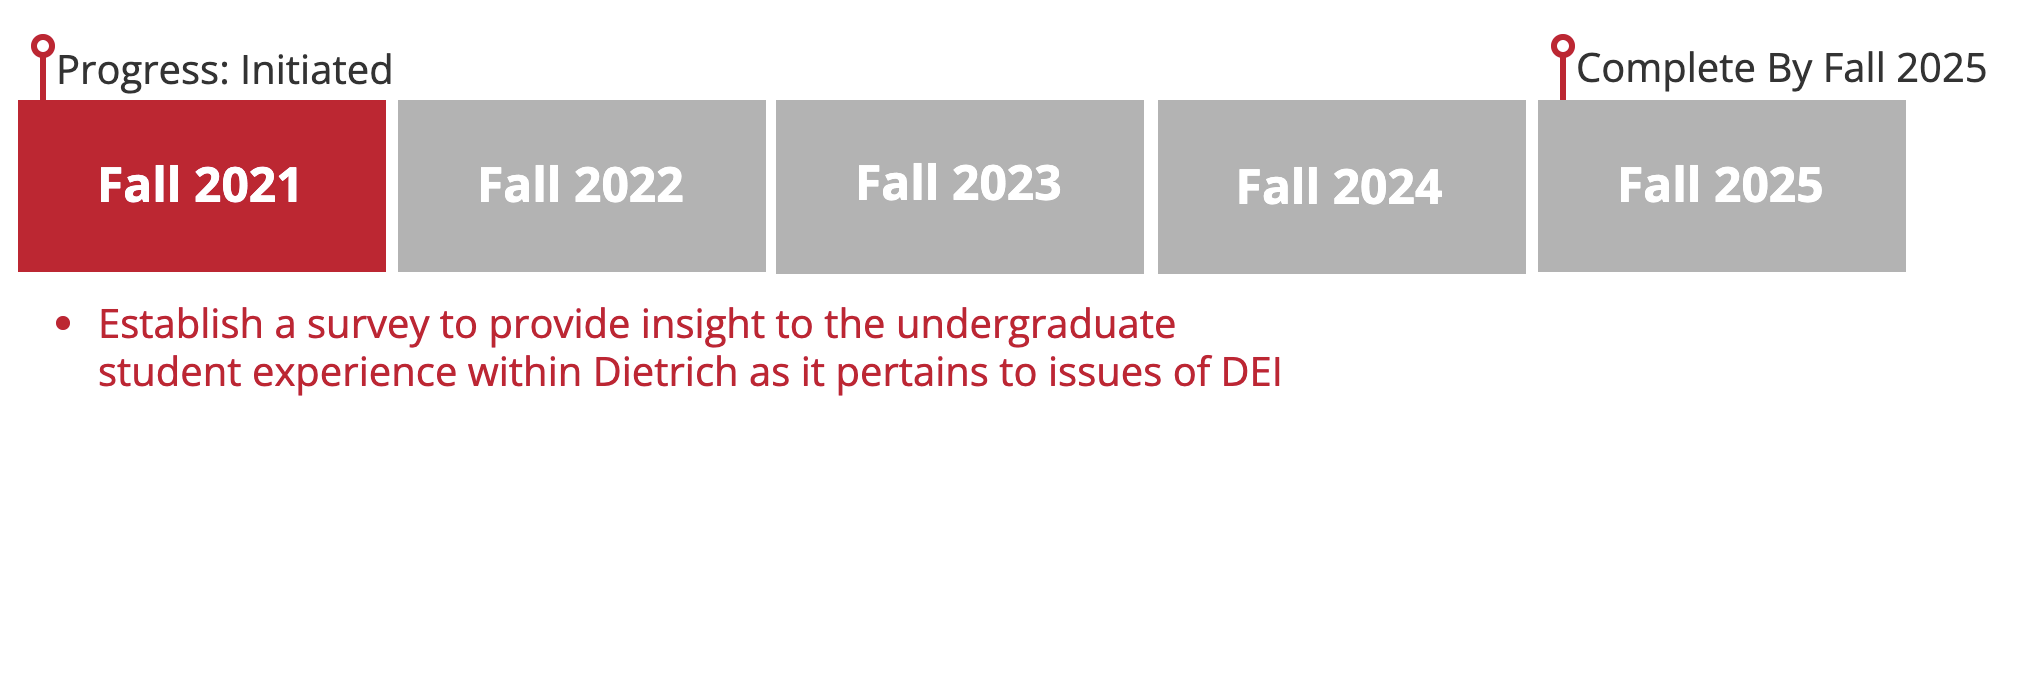 Progress: Initiated
Complete By Fall 2025
Fall 2021
Fall 2022
Fall 2023
Fall 2024
Fall 2025
• Establish a survey to provide insight to the undergraduate
student experience within Dietrich as it pertains to issues of DEI